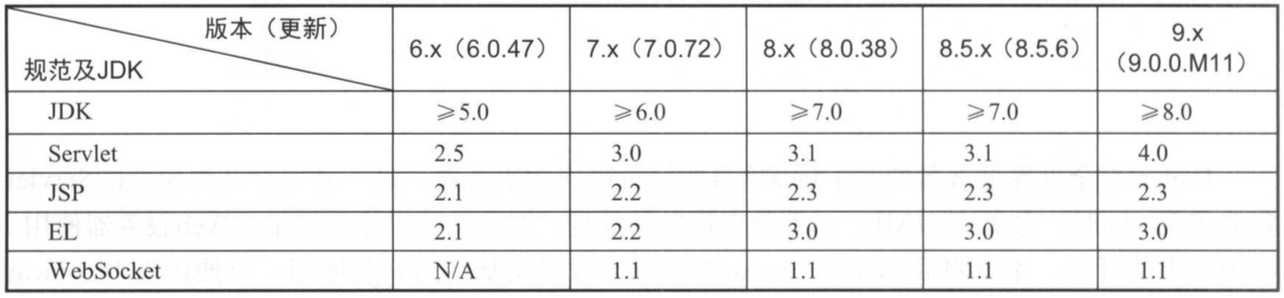 版本（更新）
规范及JDK
6.x（6.0.47） 7.x（7.0.72） 8.x（8.0.38） 8.5.x（8.5.6） 9.x
（9.0.0.M11）
JDK ≥5.0 ≥6.0 ≥7.0 ≥7.0 ≥8.0
Servlet 2.5 3.0 3.1 3.1 4.0
JSP 2.1 2.2 2.3 2.3 2.3
EL 2.1 2.2 3.0 3.0 3.0
WebSocket N/A 1.1 1.1 1.1 1.1